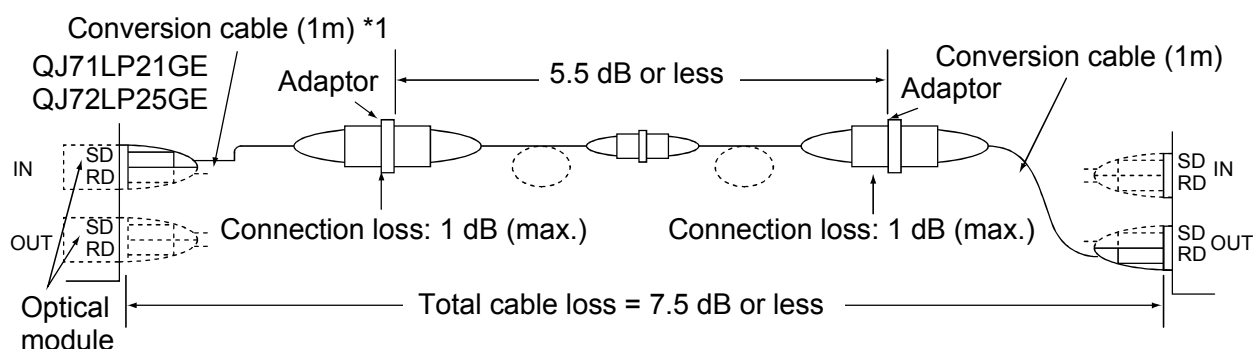 Conversion cable (1m) *1
QJ71LP21GE
QJ72LP25GE
Adaptor
5.5 dB or less
Adaptor
Conversion cable (1m)
IN
SD
RD
OUT
SD
RD
SD
RD
IN
SD
RD
OUT
Connection loss: 1 dB (max.)
Connection loss: 1 dB (max.)
Optical
module
Total cable loss = 7.5 dB or less